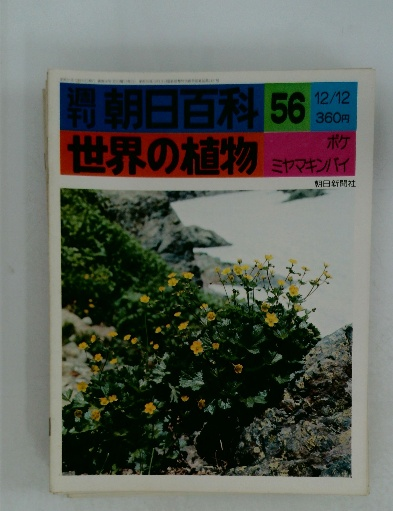 週刊 朝日百科 56 12/12 360円
世界の植物 ボケ
ミヤマキンバイ
朝日新聞社